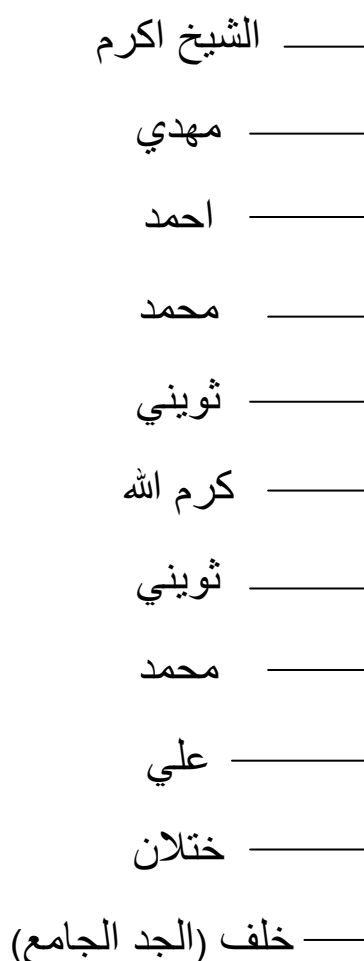 الشيخ اكرم
مهدي
احمد
محمد
ثويني
كرم الله
ثويني
محمد
علي
ختلان
خلف (الجد الجامع)